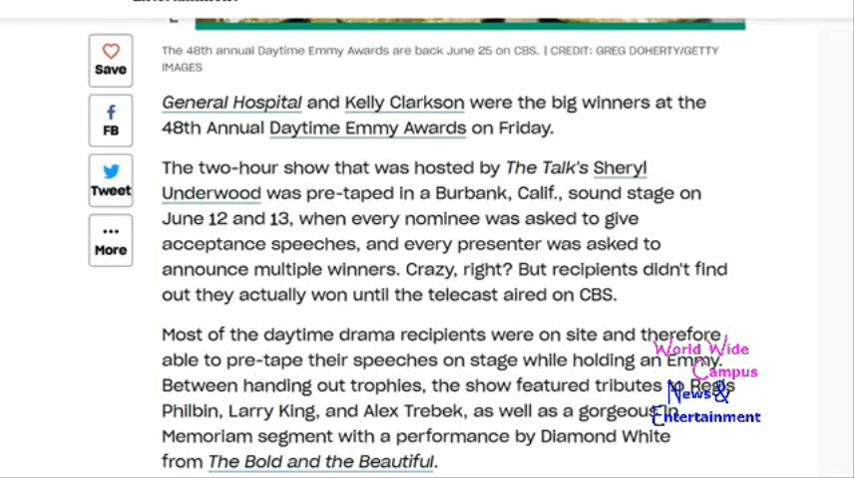 Entertainment
The 48th annual Daytime Emmy Awards are back June 25 on CBS. | CREDIT: GREG DOHERTY/GETTY
IMAGES
Save
FB
Tweet
More
General Hospital and Kelly Clarkson were the big winners at the
48th Annual Daytime Emmy Awards on Friday.
The two-hour show that was hosted by The Talk's Sheryl
Underwood was pre-taped in a Burbank, Calif., sound stage on
June 12 and 13, when every nominee was asked to give
acceptance speeches, and every presenter was asked to
announce multiple winners. Crazy, right? But recipients didn't find
out they actually won until the telecast aired on CBS.
Most of the daytime drama recipients were on site and therefore
able to pre-tape their speeches on stage while holding an Emmy.
Between handing out trophies, the show featured tributes to Regis
Philbin, Larry King, and Alex Trebek, as well as a gorgeous In
Memoriam segment with a performance by Diamond White
from The Bold and the Beautiful.
World Wide
Campus
News &
Entertainment